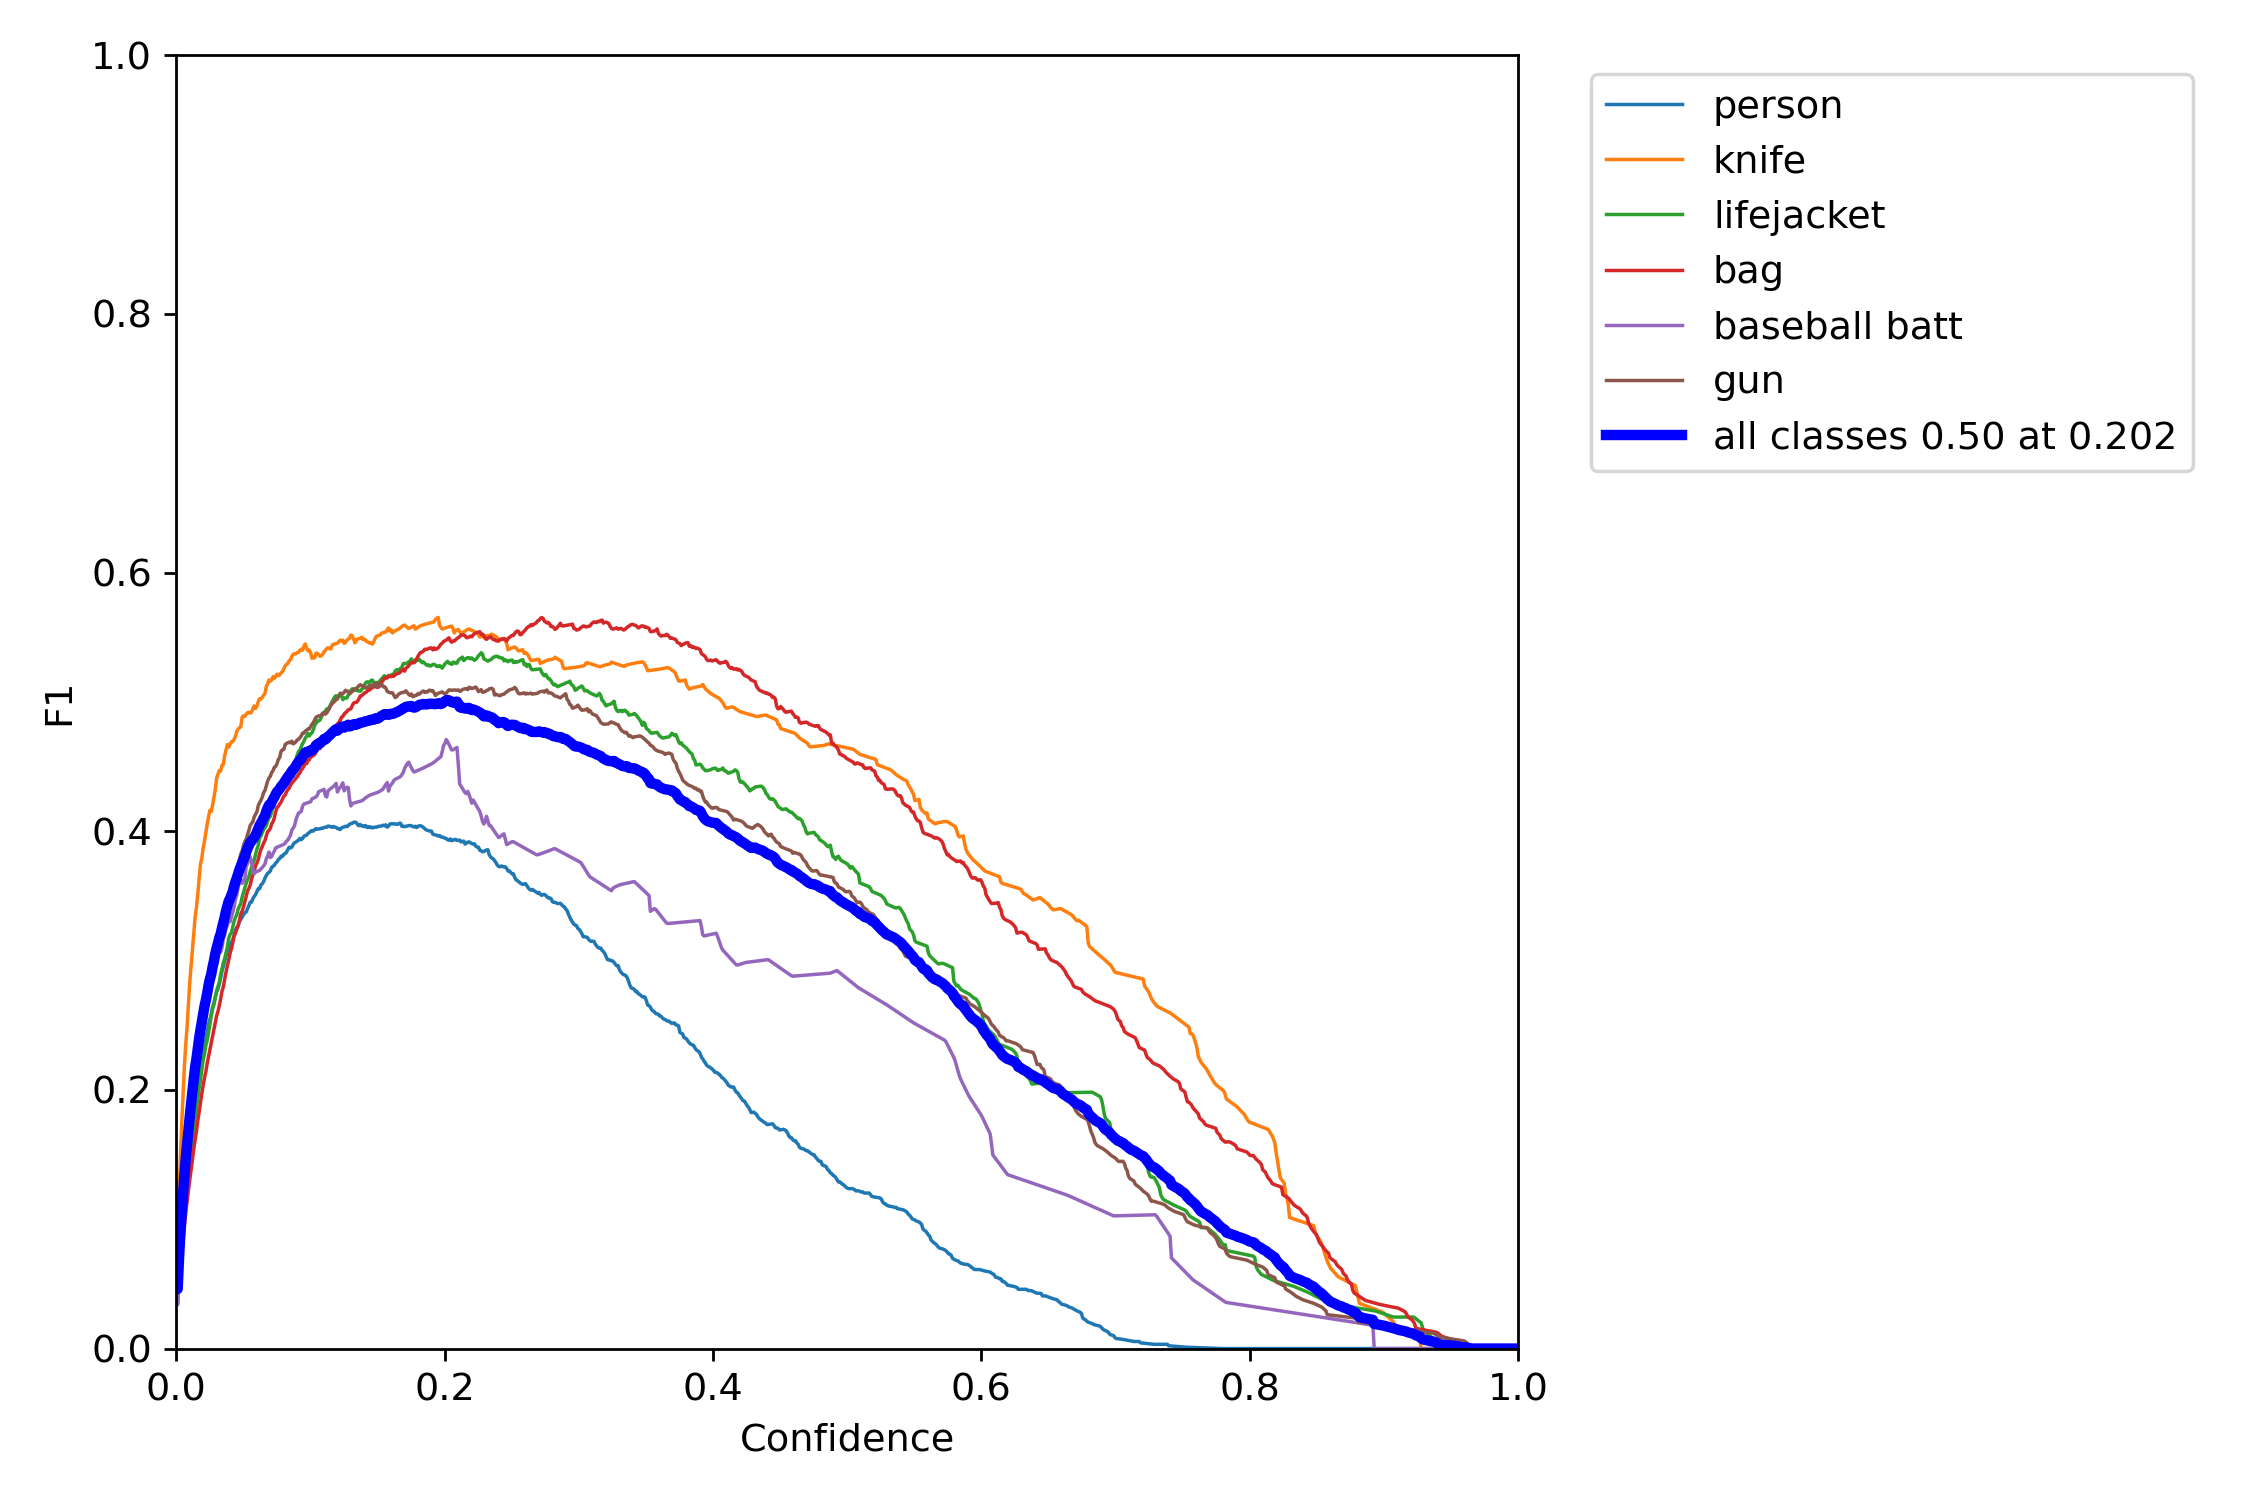 1.0
0.8
0.6
0.4
0.2
0.0
F1
0.0 0.2 0.4 0.6 0.8 1.0
Confidence
person
knife
lifejacket
bag
baseball batt
gun
all classes 0.50 at 0.202